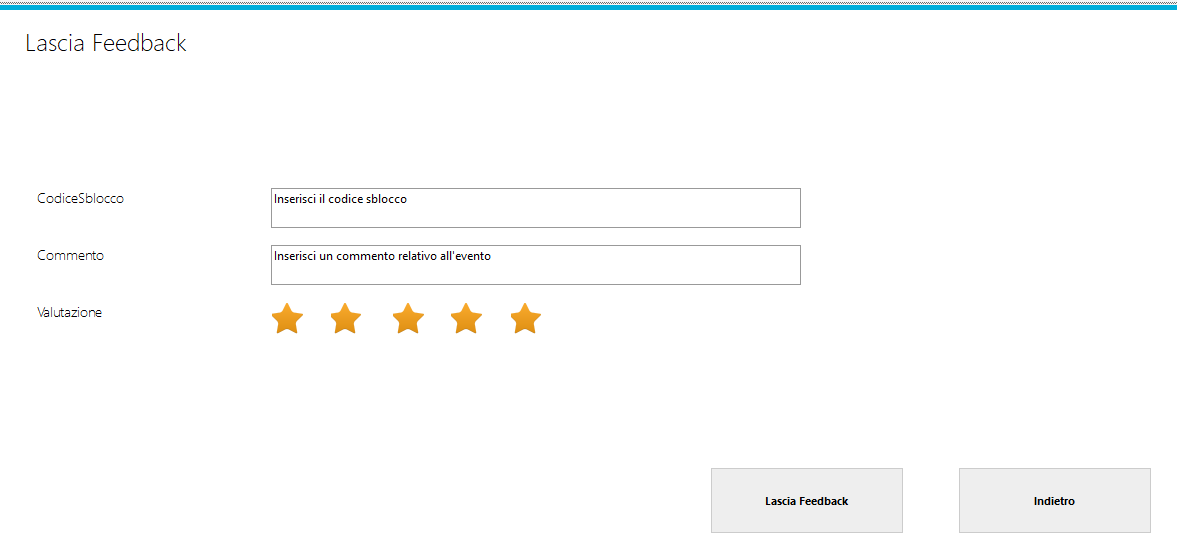 Lascia Feedback
CodiceSblocco
Inserisci il codice sblocco
Commento
Inserisci un commento relativo all'evento
Valutazione
Lascia Feedback
Indietro